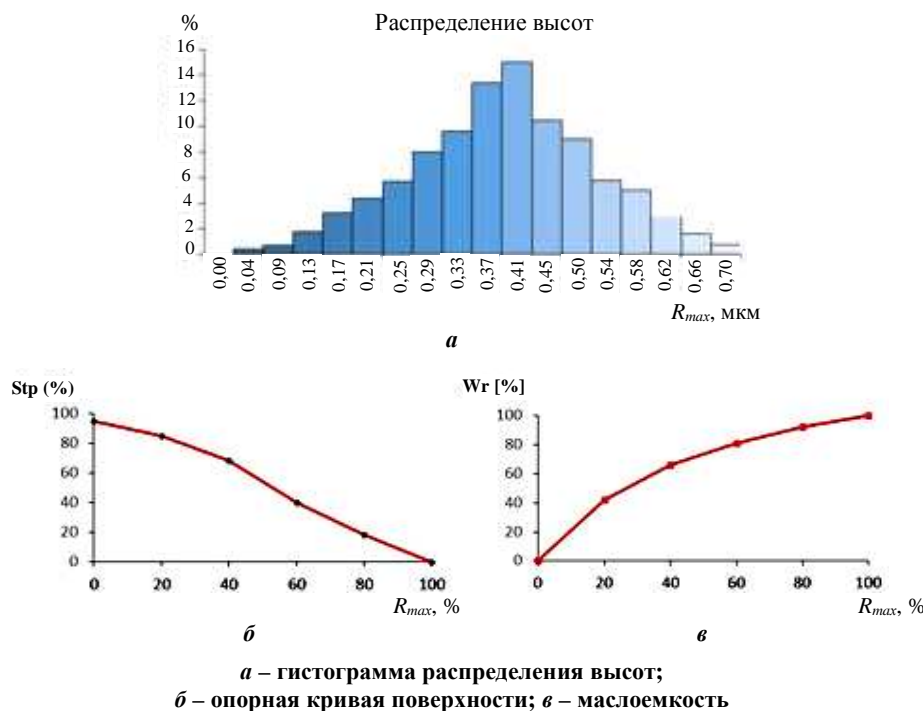 %
Распределение высот
16
14
12
10
8
6
4
2
0
0,00 0,04 0,09 0,13 0,17 0,21 0,25 0,29 0,33 0,37 0,41 0,45 0,50 0,54 0,58 0,62 0,66 0,70
Rmax, мкм
а
Stp (%)
100
80
60
40
20
0
0 20 40 60 80 100
Rmax, %
б
Wr [%]
100
80
60
40
20
0
0 20 40 60 80 100
Rmax, %
в
а – гистограмма распределения высот;
б – опорная кривая поверхности; в – маслоемкость